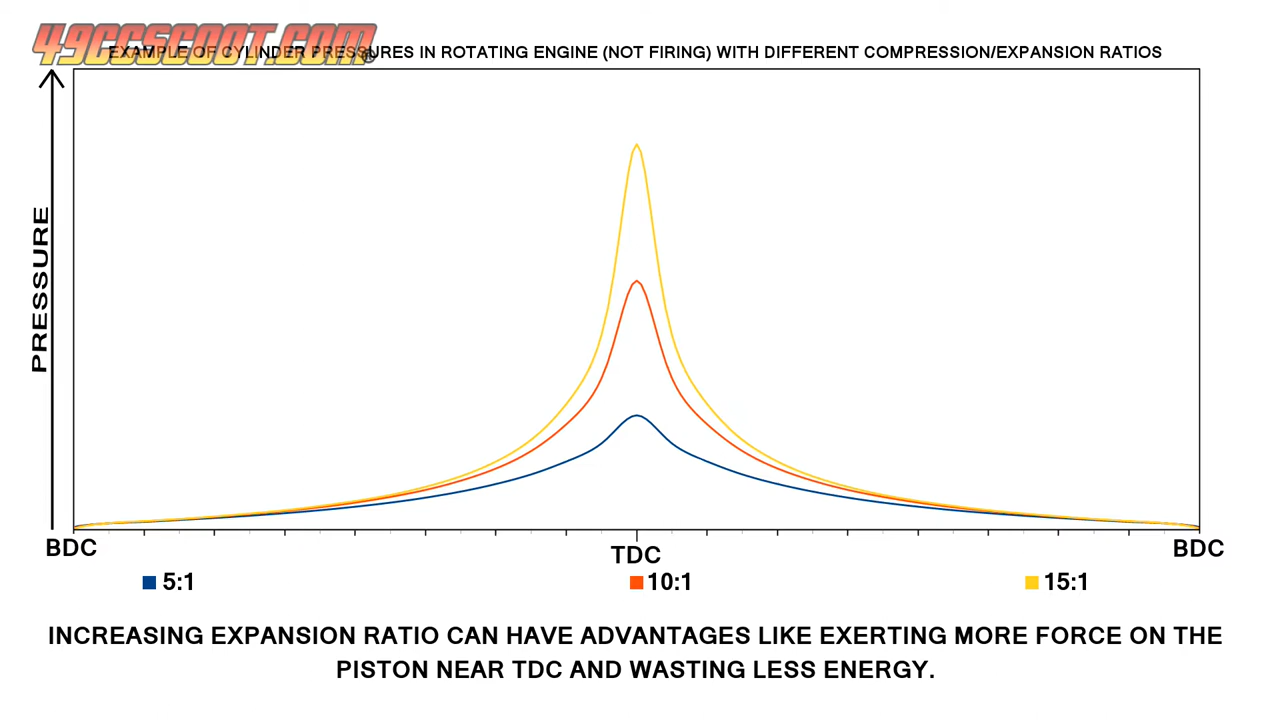 49CCSCOOT.COM®
EXAMPLE OF CYLINDER PRESSURES IN ROTATING ENGINE (NOT FIRING) WITH DIFFERENT COMPRESSION/EXPANSION RATIOS
PRESSURE
BDC
TDC
BDC
5:1
10:1
15:1
INCREASING EXPANSION RATIO CAN HAVE ADVANTAGES LIKE EXERTING MORE FORCE ON THE
PISTON NEAR TDC AND WASTING LESS ENERGY.